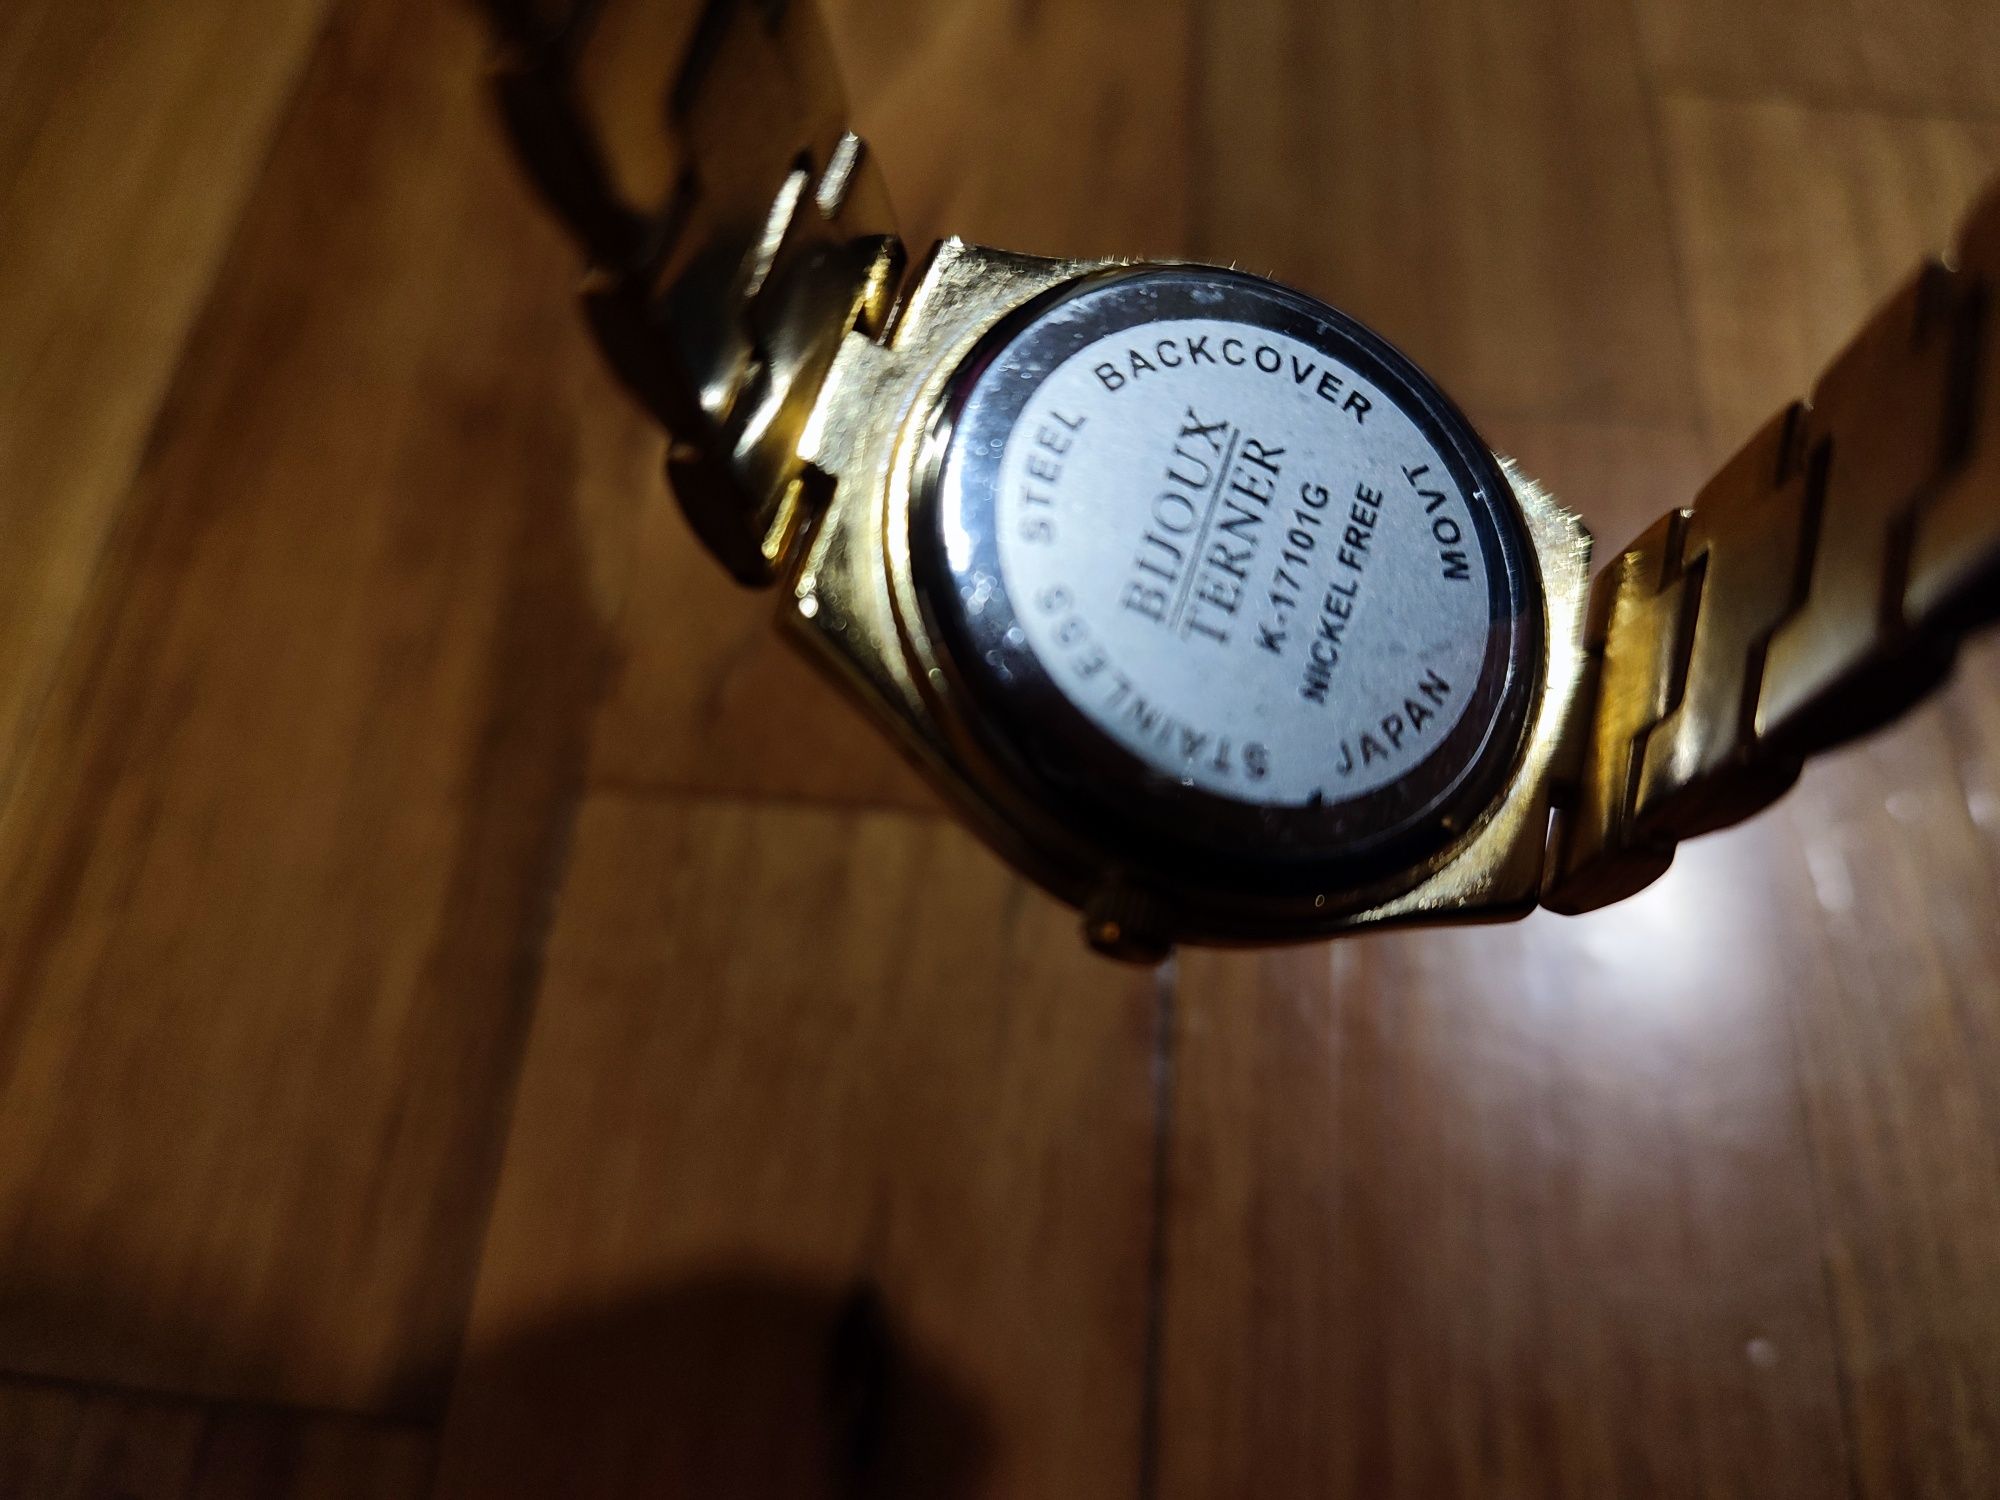 STAINLESS STEEL BACKCOVER
BIJOUX
TERNER
K-17101G
NICKEL FREE
JAPAN MOVT